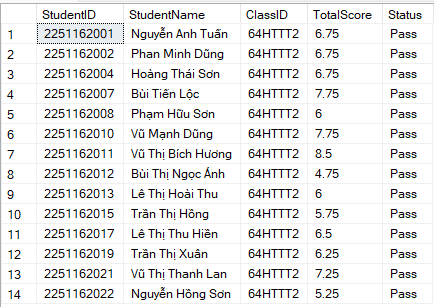 StudentID StudentName ClassID TotalScore Status
1 2251162001 Nguyễn Anh Tuấn 64HTTT2 6.75 Pass
2 2251162002 Phan Minh Dũng 64HTTT2 6.75 Pass
3 2251162004 Hoàng Thái Sơn 64HTTT2 6.75 Pass
4 2251162007 Bùi Tiến Lộc 64HTTT2 7.75 Pass
5 2251162008 Phạm Hữu Sơn 64HTTT2 6 Pass
6 2251162010 Vũ Mạnh Dũng 64HTTT2 7.75 Pass
7 2251162011 Vũ Thị Bích Hương 64HTTT2 8.5 Pass
8 2251162012 Bùi Thị Ngọc Ánh 64HTTT2 4.75 Pass
9 2251162013 Lê Thị Hoài Thu 64HTTT2 6 Pass
10 2251162015 Trần Thị Hồng 64HTTT2 5.75 Pass
11 2251162017 Lê Thị Thu Hiền 64HTTT2 6.5 Pass
12 2251162019 Trần Thị Xuân 64HTTT2 6.25 Pass
13 2251162021 Vũ Thị Thanh Lan 64HTTT2 7.25 Pass
14 2251162022 Nguyễn Hồng Sơn 64HTTT2 5.25 Pass